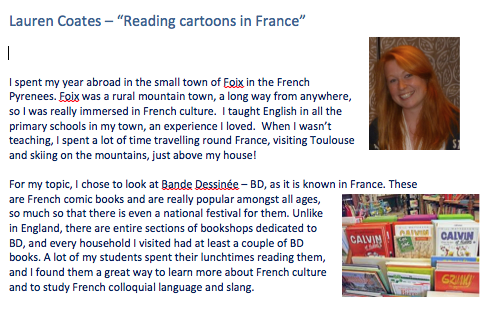 Lauren Coates – “Reading cartoons in France”
I spent my year abroad in the small town of Foix in the French
Pyrenees. Foix was a rural mountain town, a long way from anywhere,
so I was really immersed in French culture.  I taught English in all the
primary schools in my town, an experience I loved.  When I wasn’t
teaching, I spent a lot of time travelling round France, visiting Toulouse
and skiing on the mountains, just above my house!
For my topic, I chose to look at Bande Dessinée – BD, as it is known in France. These
are French comic books and are really popular amongst all ages,
so much so that there is even a national festival for them. Unlike
in England, there are entire sections of bookshops dedicated to
BD, and every household I visited had at least a couple of BD
books. A lot of my students spent their lunchtimes reading them,
and I found them a great way to learn more about French culture
and to study French colloquial language and slang.
CALVIN
CALVIN